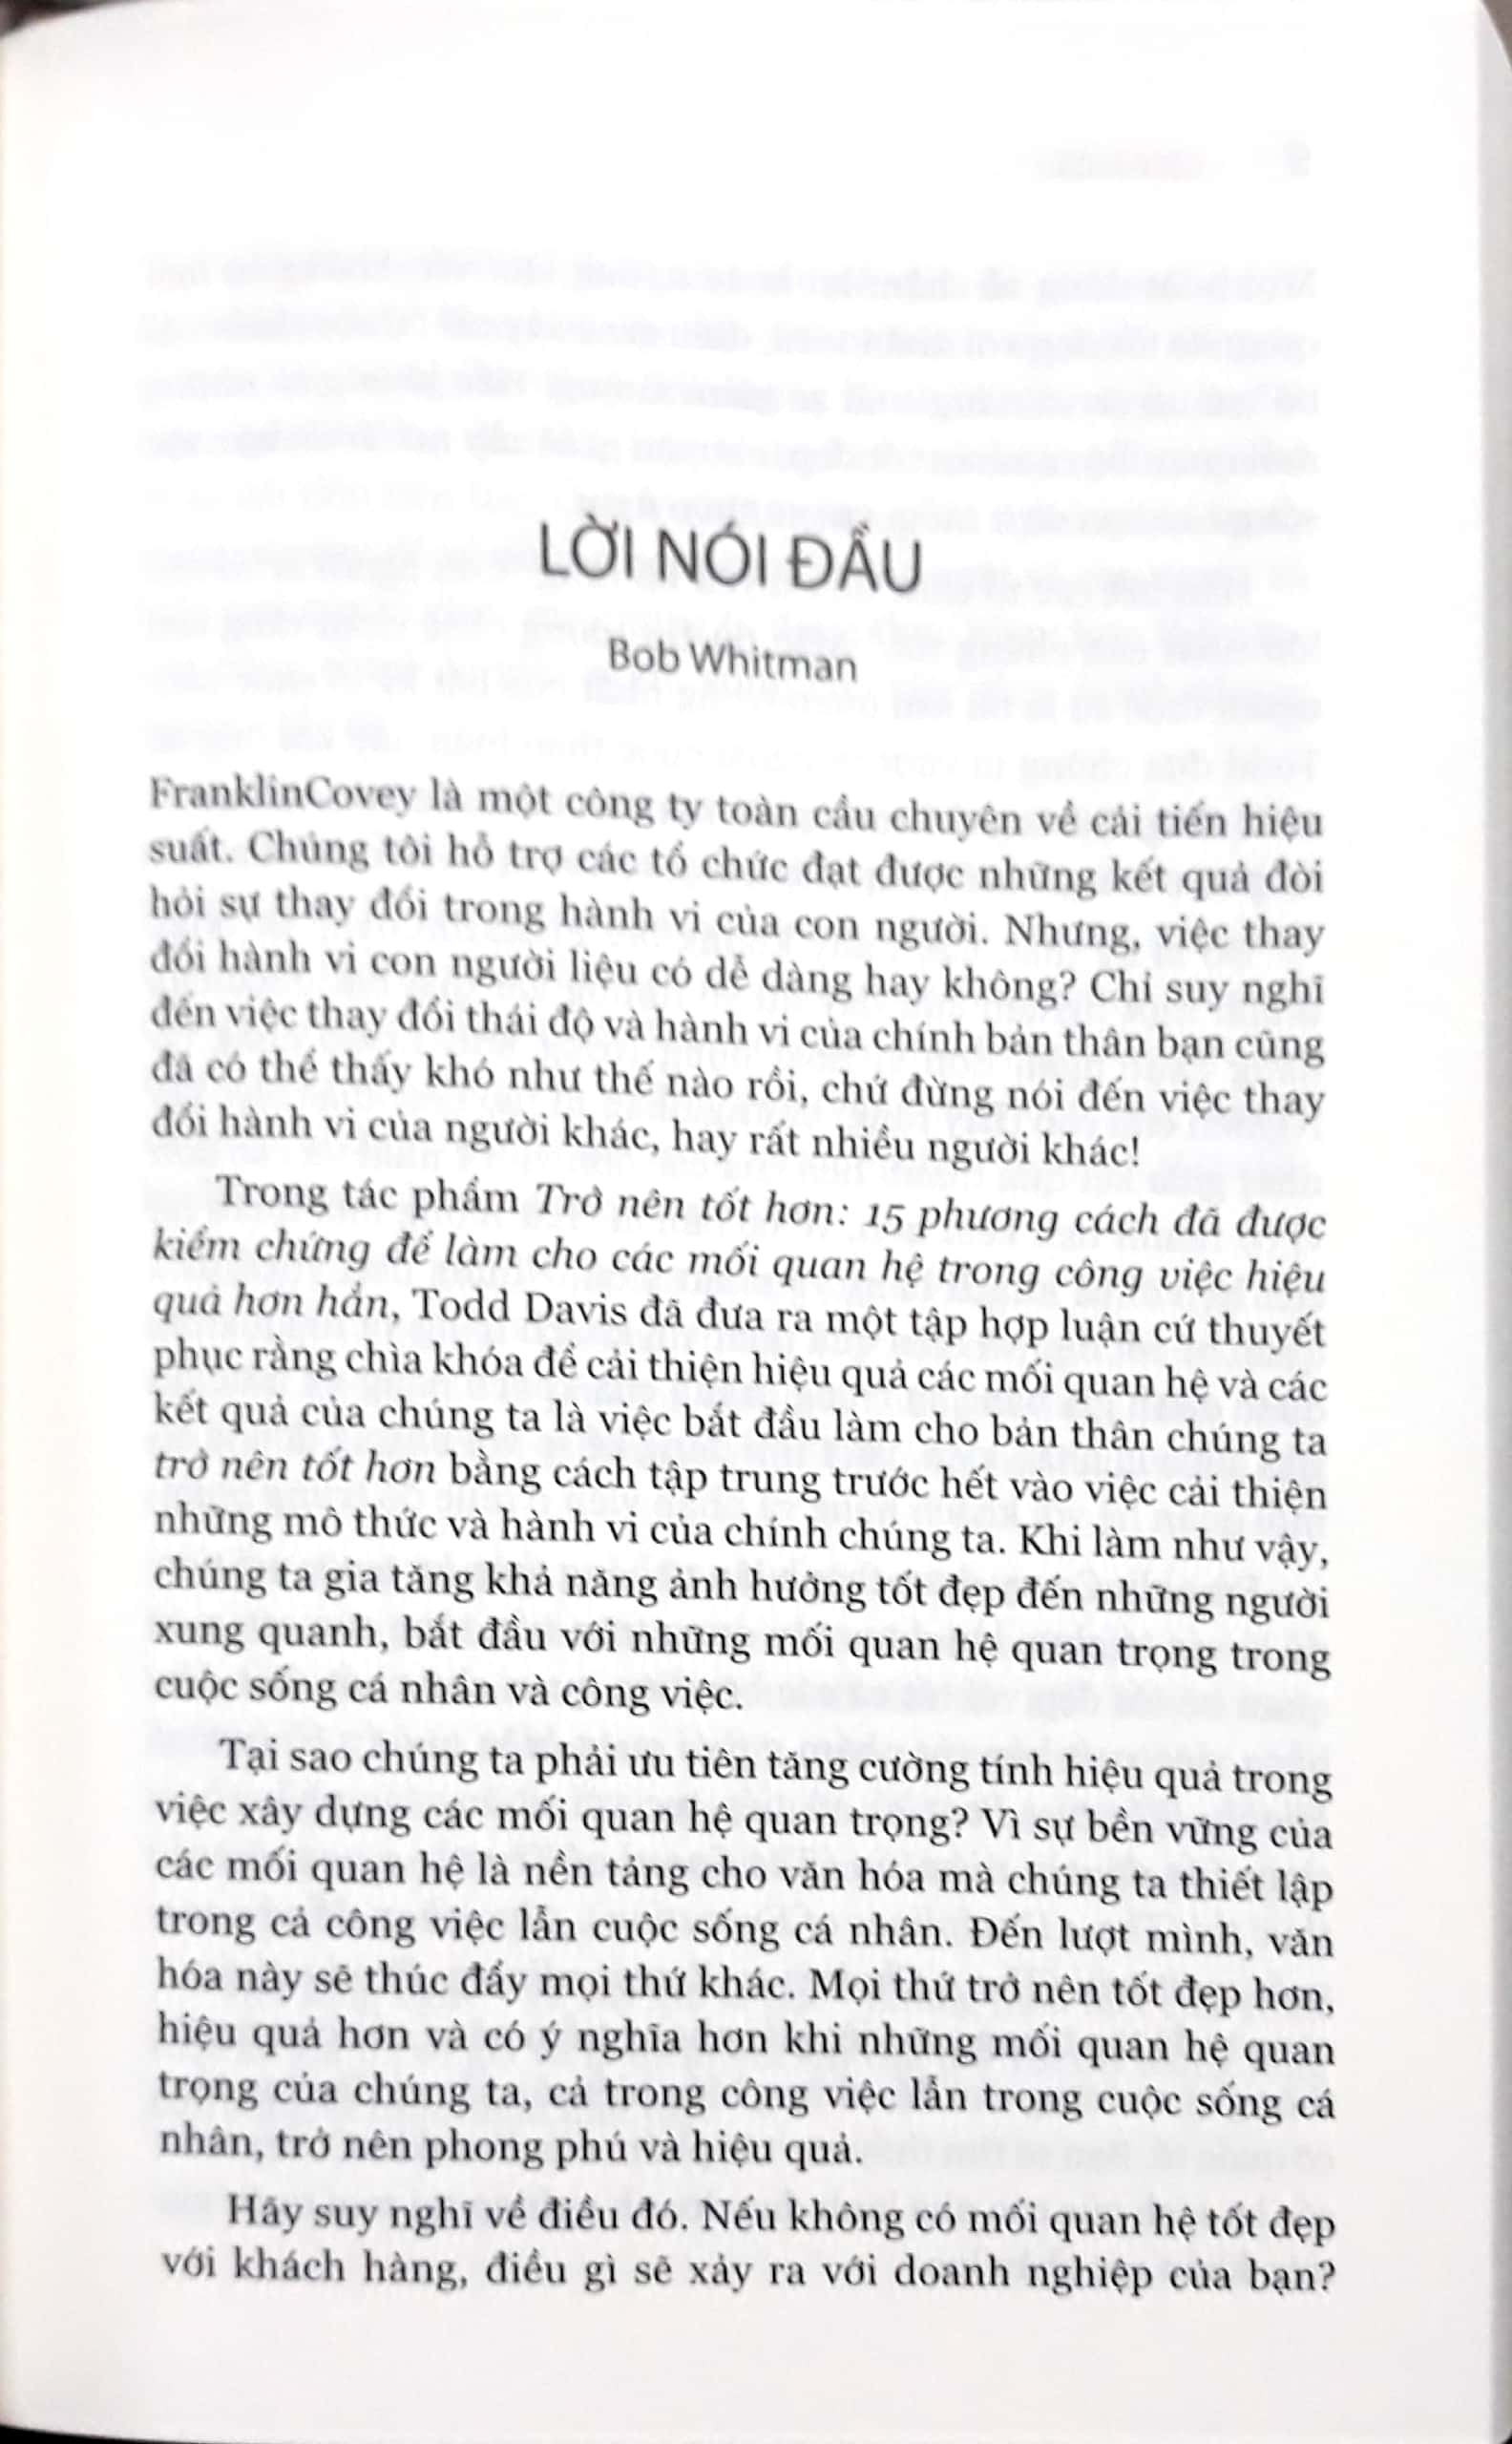 LỜI NÓI ĐẦU
Bob Whitman
FranklinCovey là một công ty toàn cầu chuyên về cải tiến hiệu
suất. Chúng tôi hỗ trợ các tổ chức đạt được những kết quả đòi
hỏi sự thay đổi trong hành vi của con người. Nhưng, việc thay
đổi hành vi con người liệu có dễ dàng hay không? Chỉ suy nghĩ
đến việc thay đổi thái độ và hành vi của chính bản thân bạn cũng
đã có thể thấy khó như thế nào rồi, chứ đừng nói đến việc thay
đổi hành vi của người khác, hay rất nhiều người khác!
Trong tác phẩm Trở nên tốt hơn: 15 phương cách đã được
kiểm chứng để làm cho các mối quan hệ trong công việc hiệu
quả hơn hẳn, Todd Davis đã đưa ra một tập hợp luận cứ thuyết
phục rằng chìa khóa để cải thiện hiệu quả các mối quan hệ và các
kết quả của chúng ta là việc bắt đầu làm cho bản thân chúng ta
trở nên tốt hơn bằng cách tập trung trước hết vào việc cải thiện
những mô thức và hành vi của chính chúng ta. Khi làm như vậy,
chúng ta gia tăng khả năng ảnh hưởng tốt đẹp đến những người
xung quanh, bắt đầu với những mối quan hệ quan trọng trong
cuộc sống cá nhân và công việc.
Tại sao chúng ta phải ưu tiên tăng cường tính hiệu quả trong
việc xây dựng các mối quan hệ quan trọng? Vì sự bền vững của
các mối quan hệ là nền tảng cho văn hóa mà chúng ta thiết lập
trong cả công việc lẫn cuộc sống cá nhân. Đến lượt mình, văn
hóa này sẽ thúc đẩy mọi thứ khác. Mọi thứ trở nên tốt đẹp hơn,
hiệu quả hơn và có ý nghĩa hơn khi những mối quan hệ quan
trọng của chúng ta, cả trong công việc lẫn trong cuộc sống cá
nhân, trở nên phong phú và hiệu quả.
Hãy suy nghĩ về điều đó. Nếu không có mối quan hệ tốt đẹp
với khách hàng, điều gì sẽ xảy ra với doanh nghiệp của bạn?